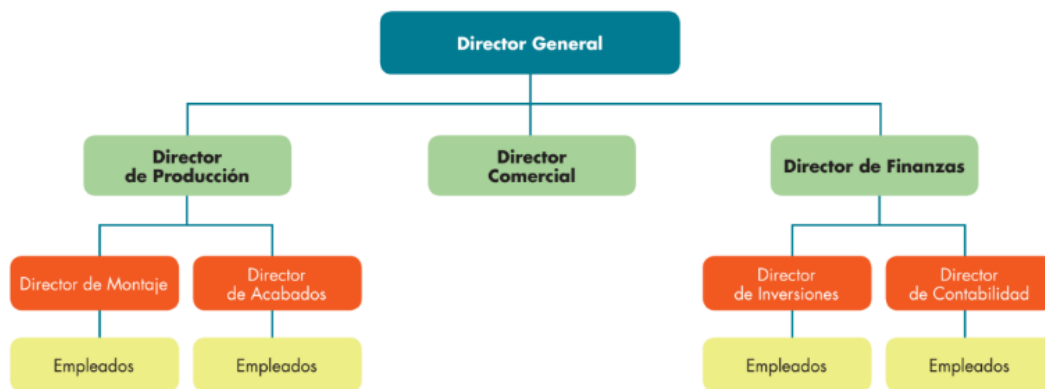 Director General
Director
de Producción
Director
Comercial
Director de Finanzas
Director de Montaje
Director
de Acabados
Director
de Inversiones
Director
de Contabilidad
Empleados
Empleados
Empleados
Empleados